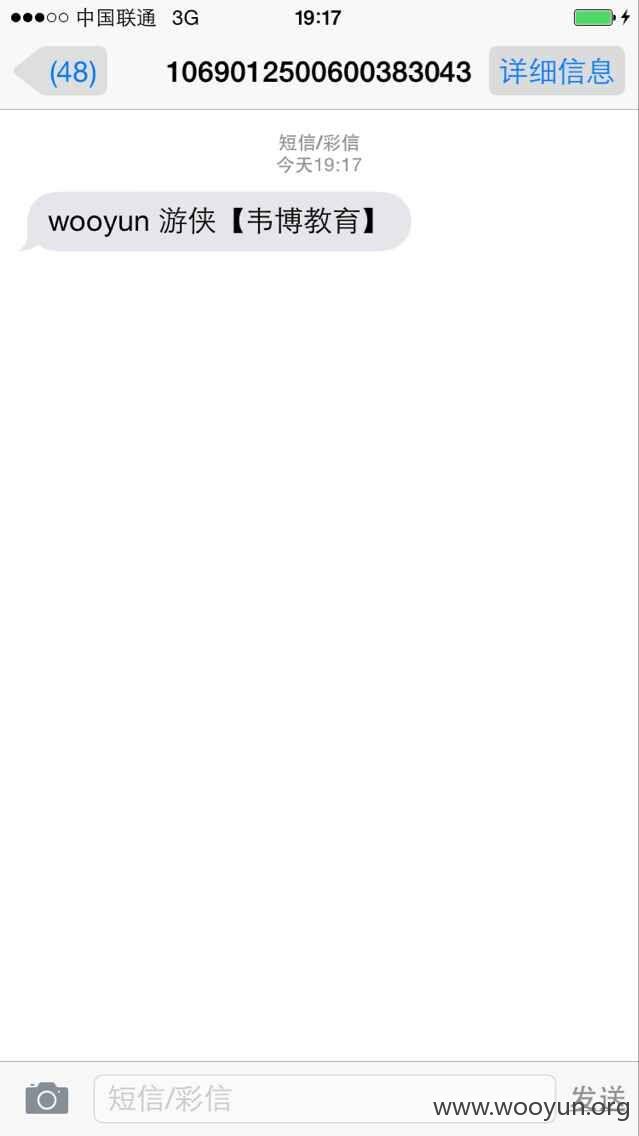 中国联通 3G 19:17
(48) 1069012500600383043 详细信息
短信/彩信
今天19:17
wooyun 游侠【韦博教育】
短信/彩信 发送
www.wooyun.org